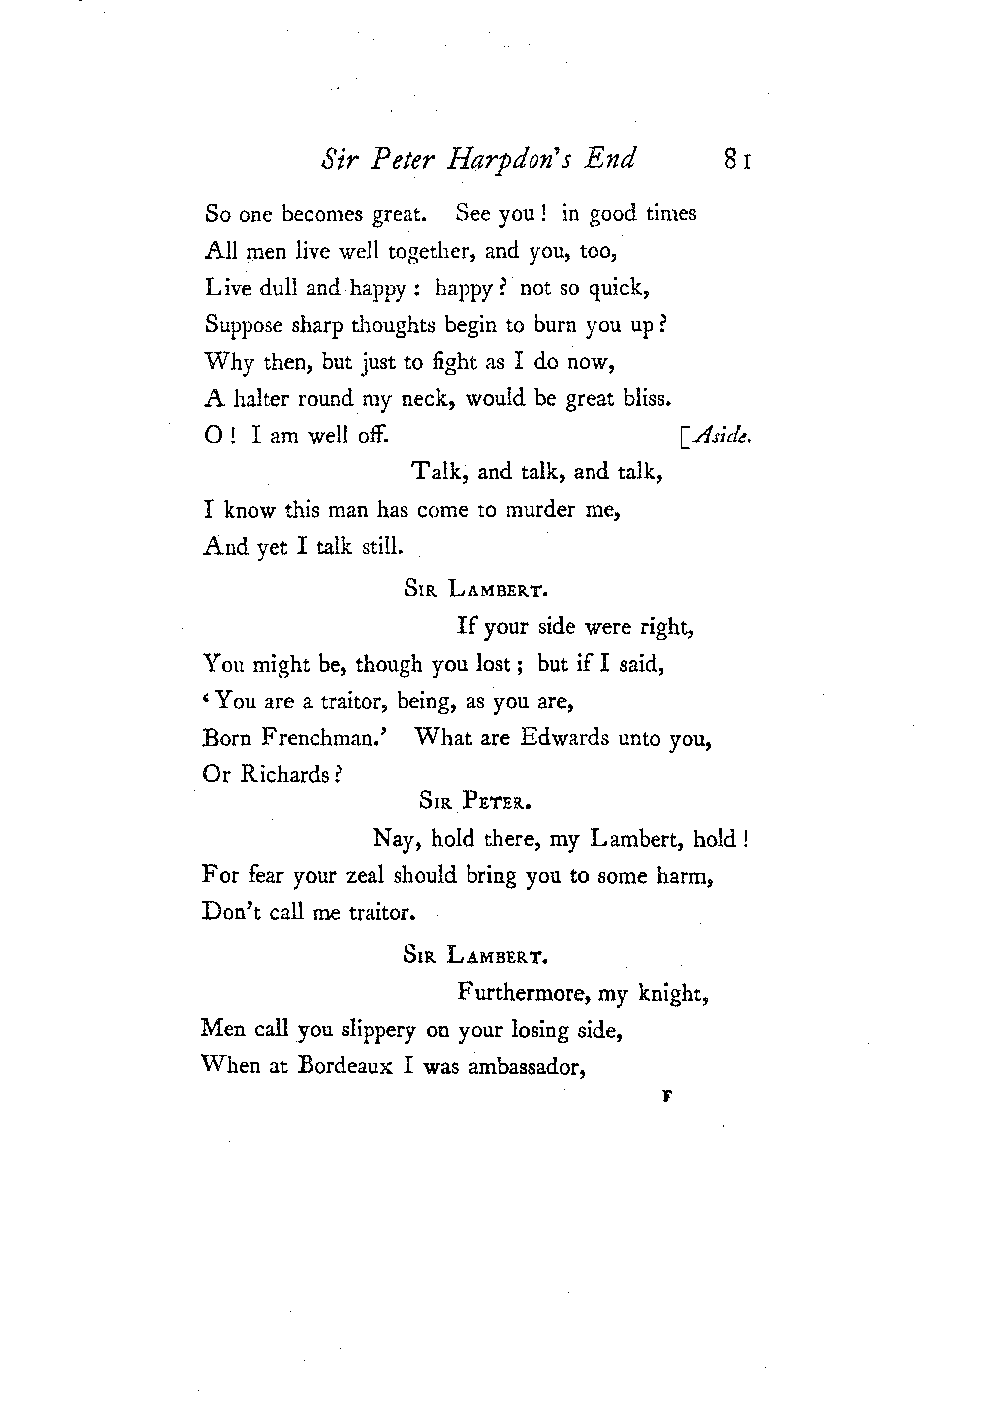 Sir Peter Harpdon's End 81
So one becomes great. See you! in good times
All men live well together, and you, too,
Live dull and happy: happy? not so quick,
Suppose sharp thoughts begin to burn you up?
Why then, but just to fight as I do now,
A halter round my neck, would be great bliss.
O! I am well off. [Aside.
Talk, and talk, and talk,
I know this man has come to murder me,
And yet I talk still.
SIR LAMBERT.
If your side were right,
You might be, though you lost; but if I said,
'You are a traitor, being, as you are,
Born Frenchman.' What are Edwards unto you,
Or Richards?
SIR PETER.
Nay, hold there, my Lambert, hold!
For fear your zeal should bring you to some harm,
Don't call me traitor.
SIR LAMBERT.
Furthermore, my knight,
Men call you slippery on your losing side,
When at Bordeaux I was ambassador,
F